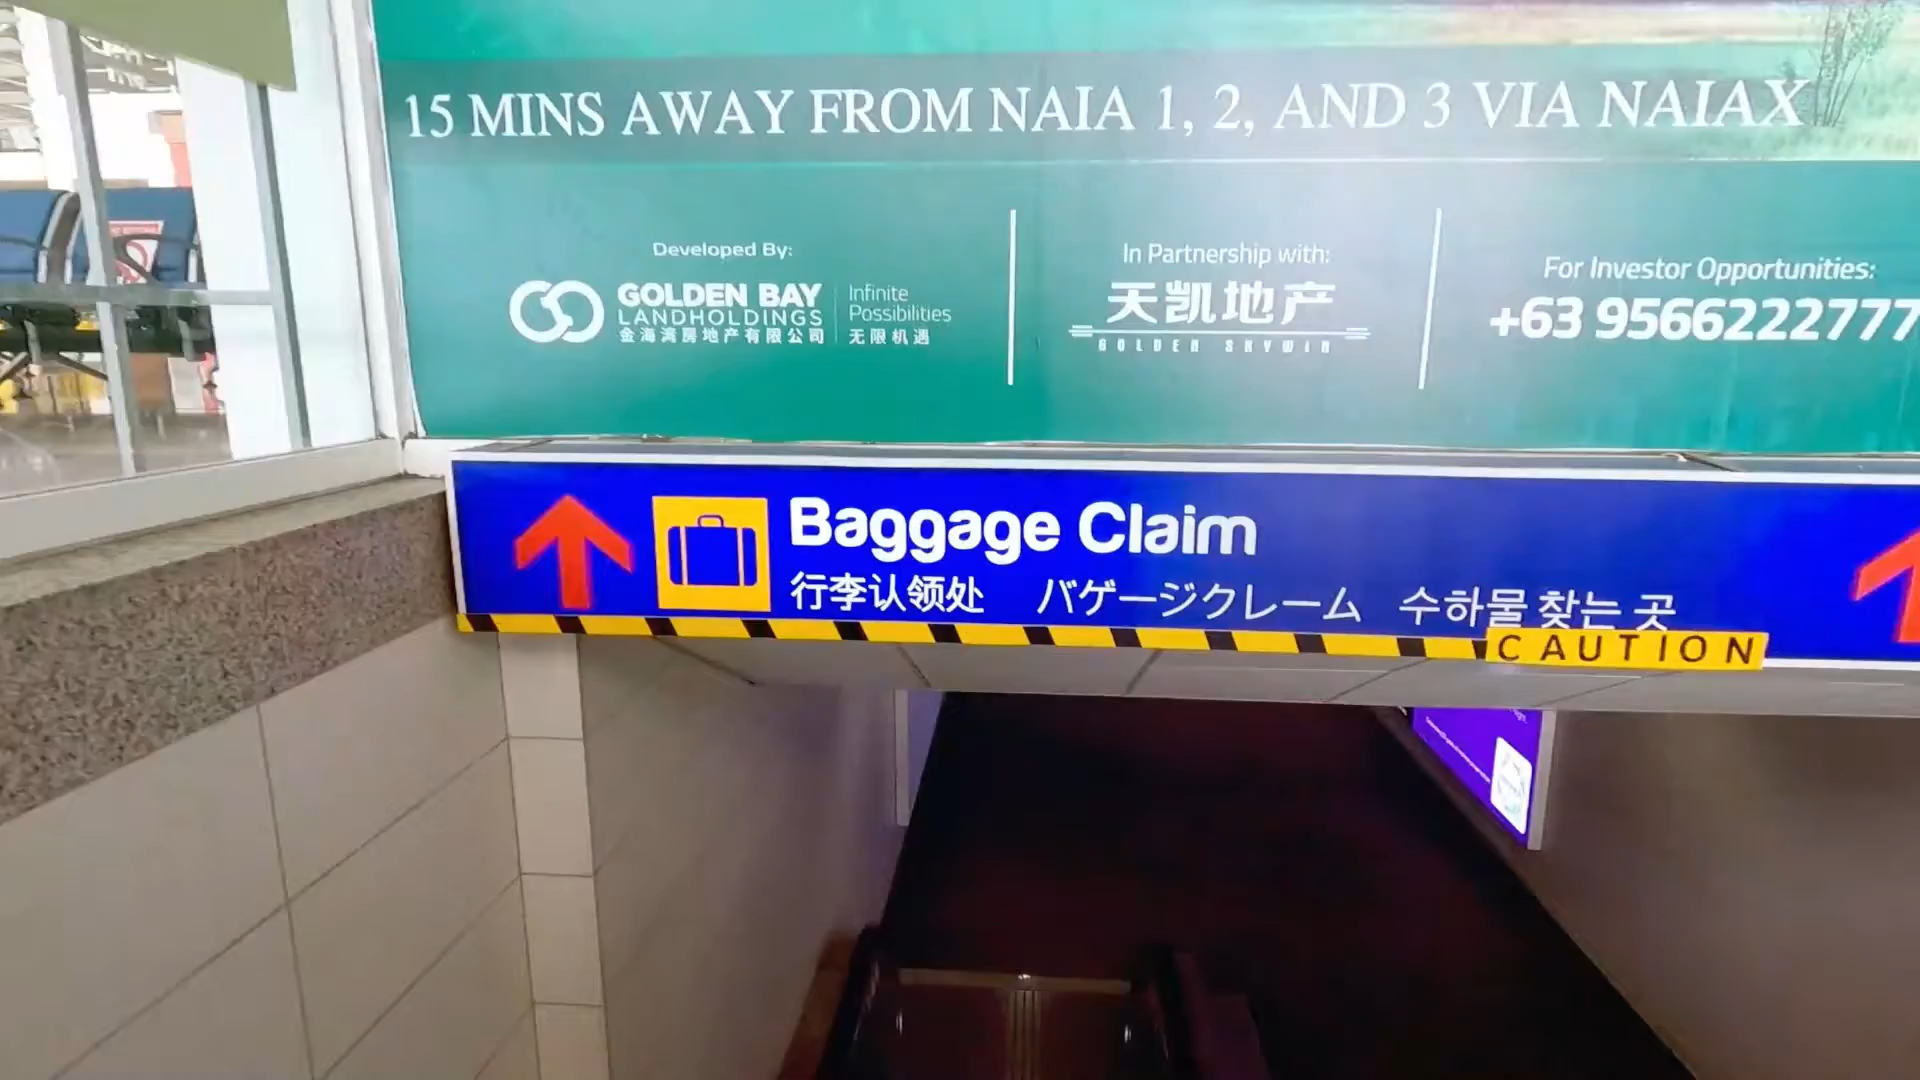 15 MINS AWAY FROM NAIA 1, 2, AND 3 VIA NAIAX
Developed By:
GOLDEN BAY
LANDHOLDINGS
金海湾房地产有限公司
Infinite
Possibilities
无限机遇
In Partnership with:
天凯地产
GOLDEN SKYWIN
For Investor Opportunities:
+63 9566222777
Baggage Claim
行李认领处 バゲージクレーム 수하물 찾는 곳
CAUTION